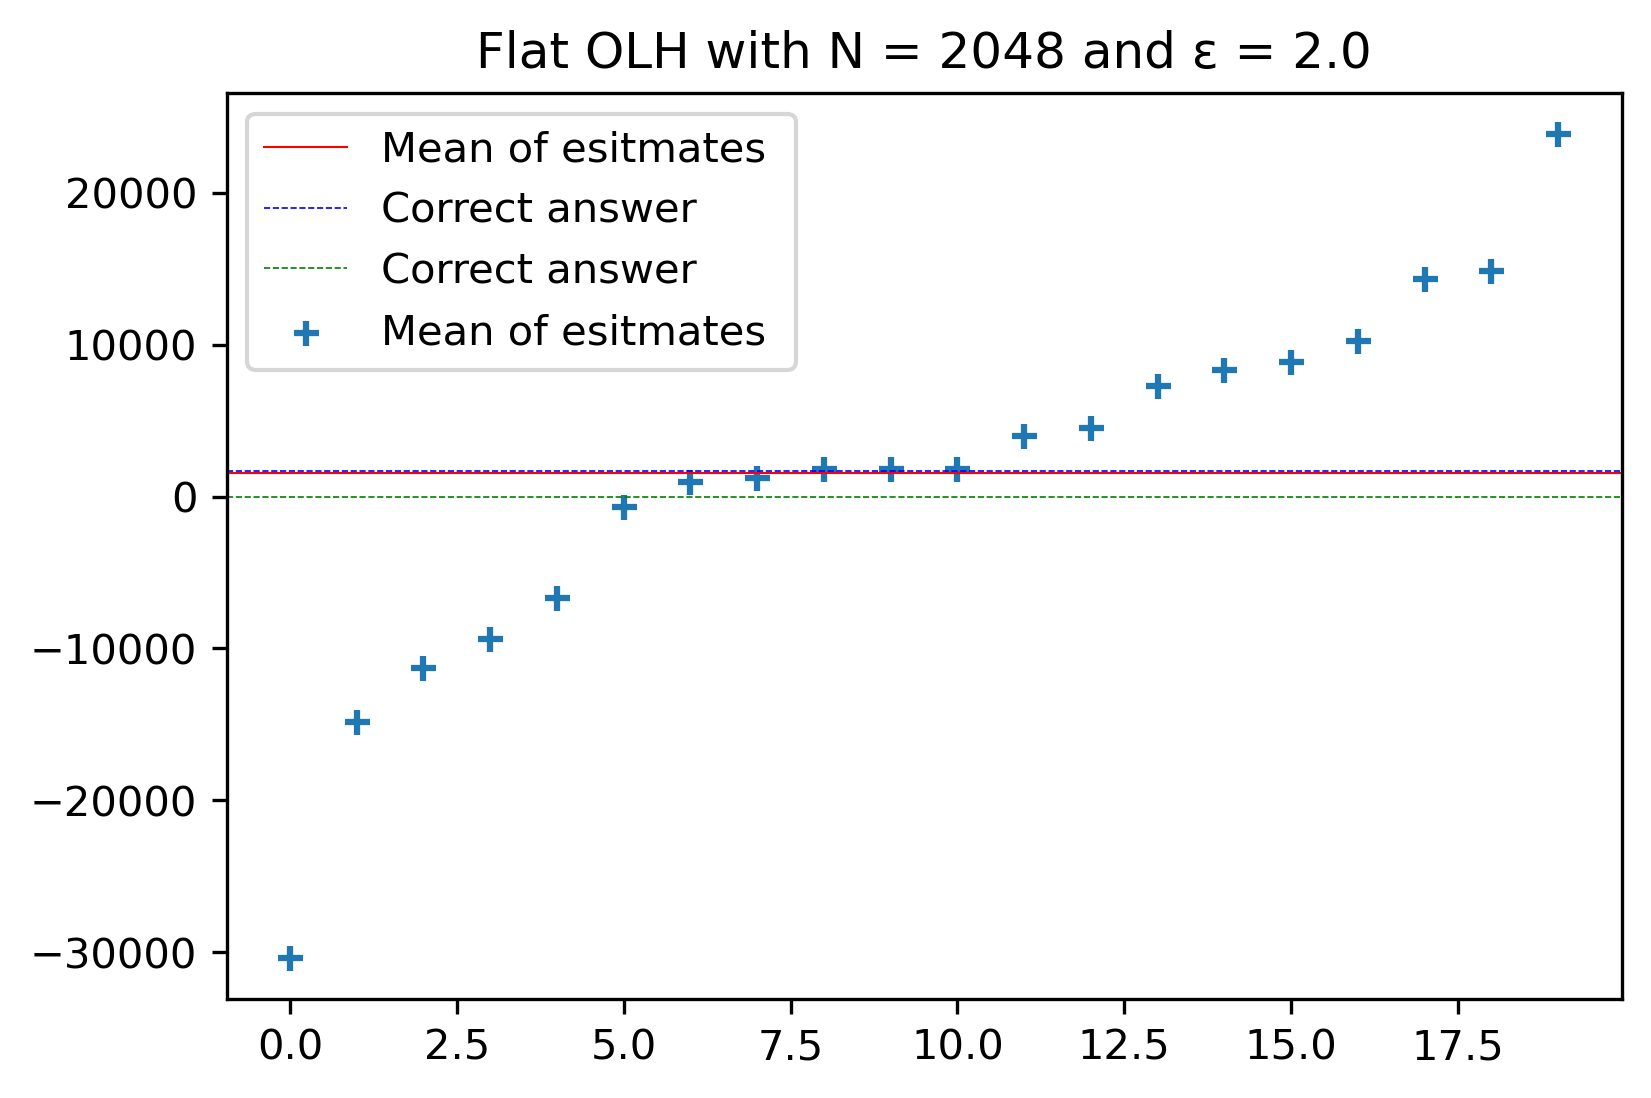 Flat OLH with N = 2048 and ε = 2.0
Mean of esitmates
Correct answer
Correct answer
Mean of esitmates
20000
10000
0
−10000
−20000
−30000
0.0 2.5 5.0 7.5 10.0 12.5 15.0 17.5